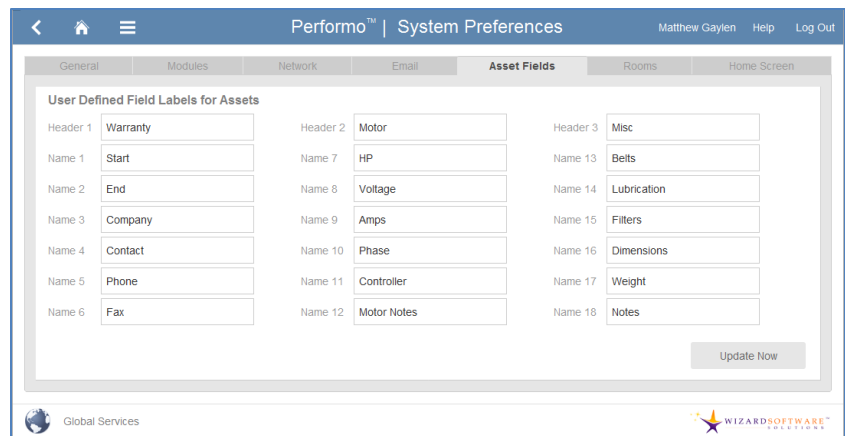 Performo™ | System Preferences Matthew Gaylen Help Log Out
General Modules Network Email Asset Fields Rooms Home Screen
User Defined Field Labels for Assets
Header 1 Warranty Header 2 Motor Header 3 Misc
Name 1 Start Name 7 HP Name 13 Belts
Name 2 End Name 8 Voltage Name 14 Lubrication
Name 3 Company Name 9 Amps Name 15 Filters
Name 4 Contact Name 10 Phase Name 16 Dimensions
Name 5 Phone Name 11 Controller Name 17 Weight
Name 6 Fax Name 12 Motor Notes Name 18 Notes
Update Now
Global Services WIZARDSOFTWARE™
SOLUTIONS